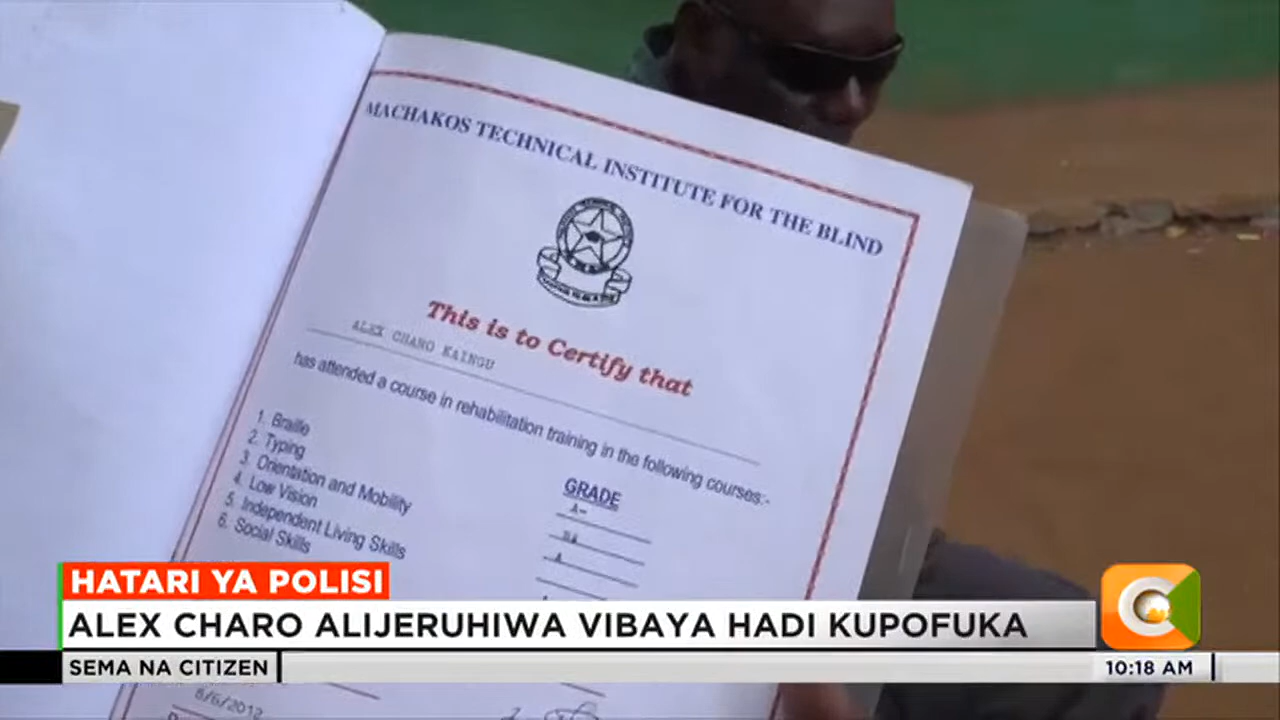 MACHAKOS TECHNICAL INSTITUTE FOR THE BLIND
This is to Certify that
ALEX CHARO KAINGU
has attended a course in rehabilitation training in the following courses:-
GRADE
1. Braille A-
2. Typing
3. Orientation and Mobility A
4. Low Vision
5. Independent Living Skills
6. Social Skills
HATARI YA POLISI
ALEX CHARO ALIJERUHIWA VIBAYA HADI KUPOFUKA
SEMA NA CITIZEN
10:18 AM
8/6/2012